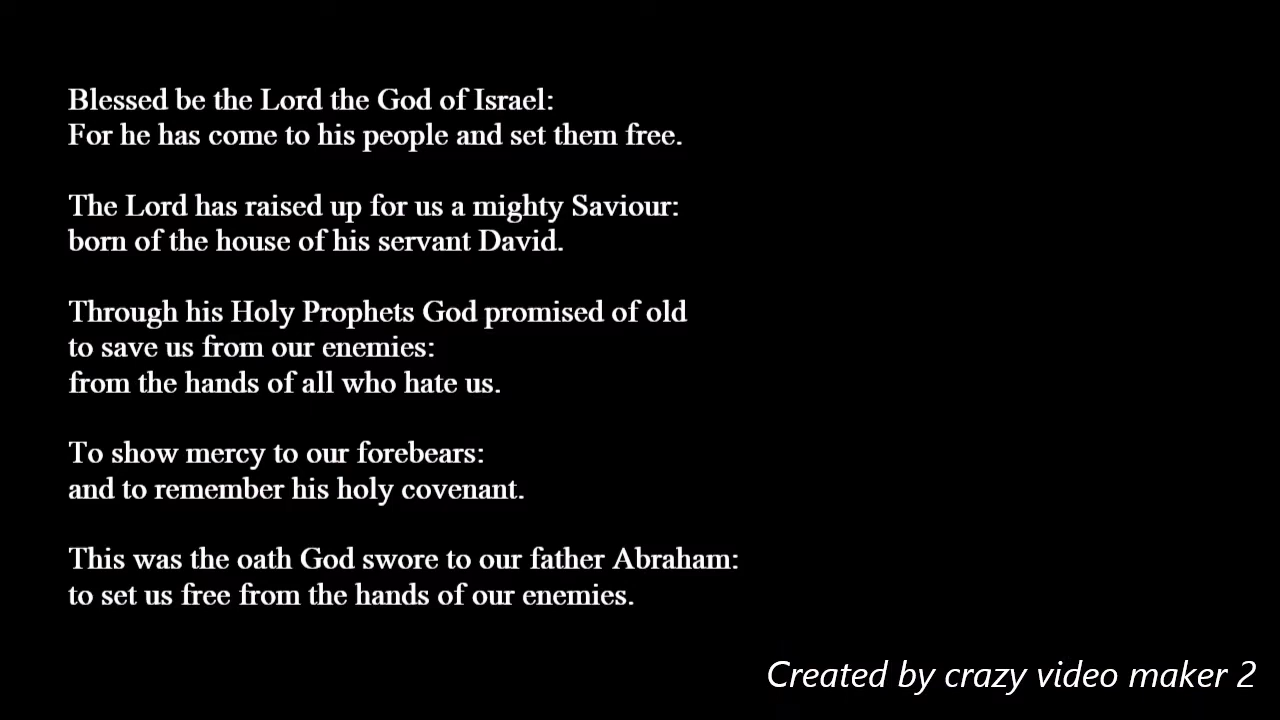 Blessed be the Lord the God of Israel:
For he has come to his people and set them free.
The Lord has raised up for us a mighty Saviour:
born of the house of his servant David.
Through his Holy Prophets God promised of old
to save us from our enemies:
from the hands of all who hate us.
To show mercy to our forebears:
and to remember his holy covenant.
This was the oath God swore to our father Abraham:
to set us free from the hands of our enemies.
Created by crazy video maker 2